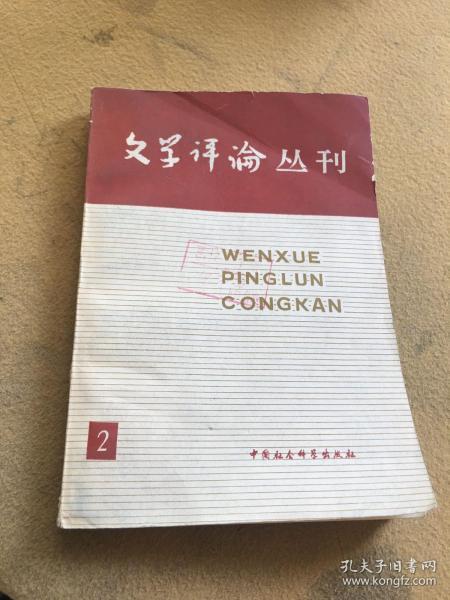 文学评论丛刊
WENXUE
PINGLUN
CONGKAN
2
中国社会科学出版社
孔夫子旧书网
www.kongfz.com